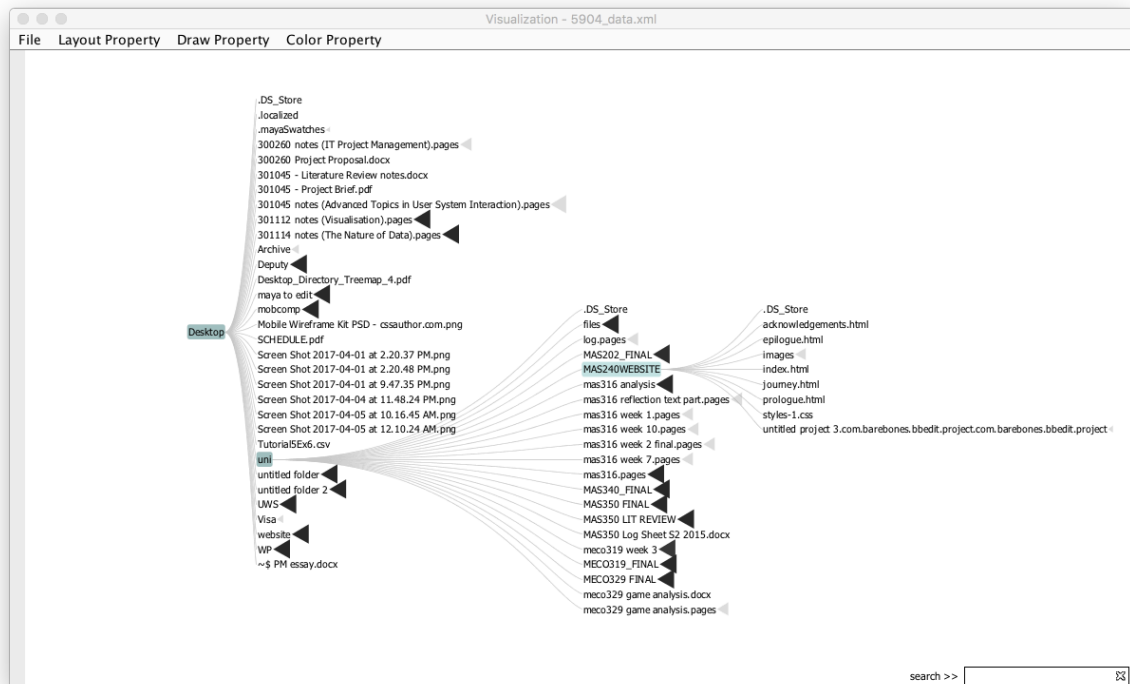 Visualization - 5904_data.xml
File Layout Property Draw Property Color Property
Desktop
.DS_Store
.localized
.mayaSwatches
300260 notes (IT Project Management).pages
300260 Project Proposal.docx
301045 - Literature Review notes.docx
301045 - Project Brief.pdf
301045 notes (Advanced Topics in User System Interaction).pages
301112 notes (Visualisation).pages
301114 notes (The Nature of Data).pages
Archive
Deputy
Desktop_Directory_Treemap_4.pdf
maya to edit
mobcomp
Mobile Wireframe Kit PSD - cssauthor.com.png
SCHEDULE.pdf
Screen Shot 2017-04-01 at 2.20.37 PM.png
Screen Shot 2017-04-01 at 2.20.48 PM.png
Screen Shot 2017-04-01 at 9.47.35 PM.png
Screen Shot 2017-04-04 at 11.48.24 PM.png
Screen Shot 2017-04-05 at 10.16.45 AM.png
Screen Shot 2017-04-05 at 12.10.24 AM.png
Tutorial5Ex6.csv
uni
untitled folder
untitled folder 2
UWS
Visa
website
WP
~$ PM essay.docx
.DS_Store
files
log.pages
MAS202_FINAL
MAS240WEBSITE
mas316 analysis
mas316 reflection text part.pages
mas316 week 1.pages
mas316 week 10.pages
mas316 week 2 final.pages
mas316 week 7.pages
mas316.pages
MAS340_FINAL
MAS350 FINAL
MAS350 LIT REVIEW
MAS350 Log Sheet S2 2015.docx
meco319 week 3
MECO319_FINAL
MECO329 FINAL
meco329 game analysis.docx
meco329 game analysis.pages
.DS_Store
acknowledgements.html
epilogue.html
images
index.html
journey.html
prologue.html
styles-1.css
untitled project 3.com.barebones.bbedit.project.com.barebones.bbedit.project
search >>